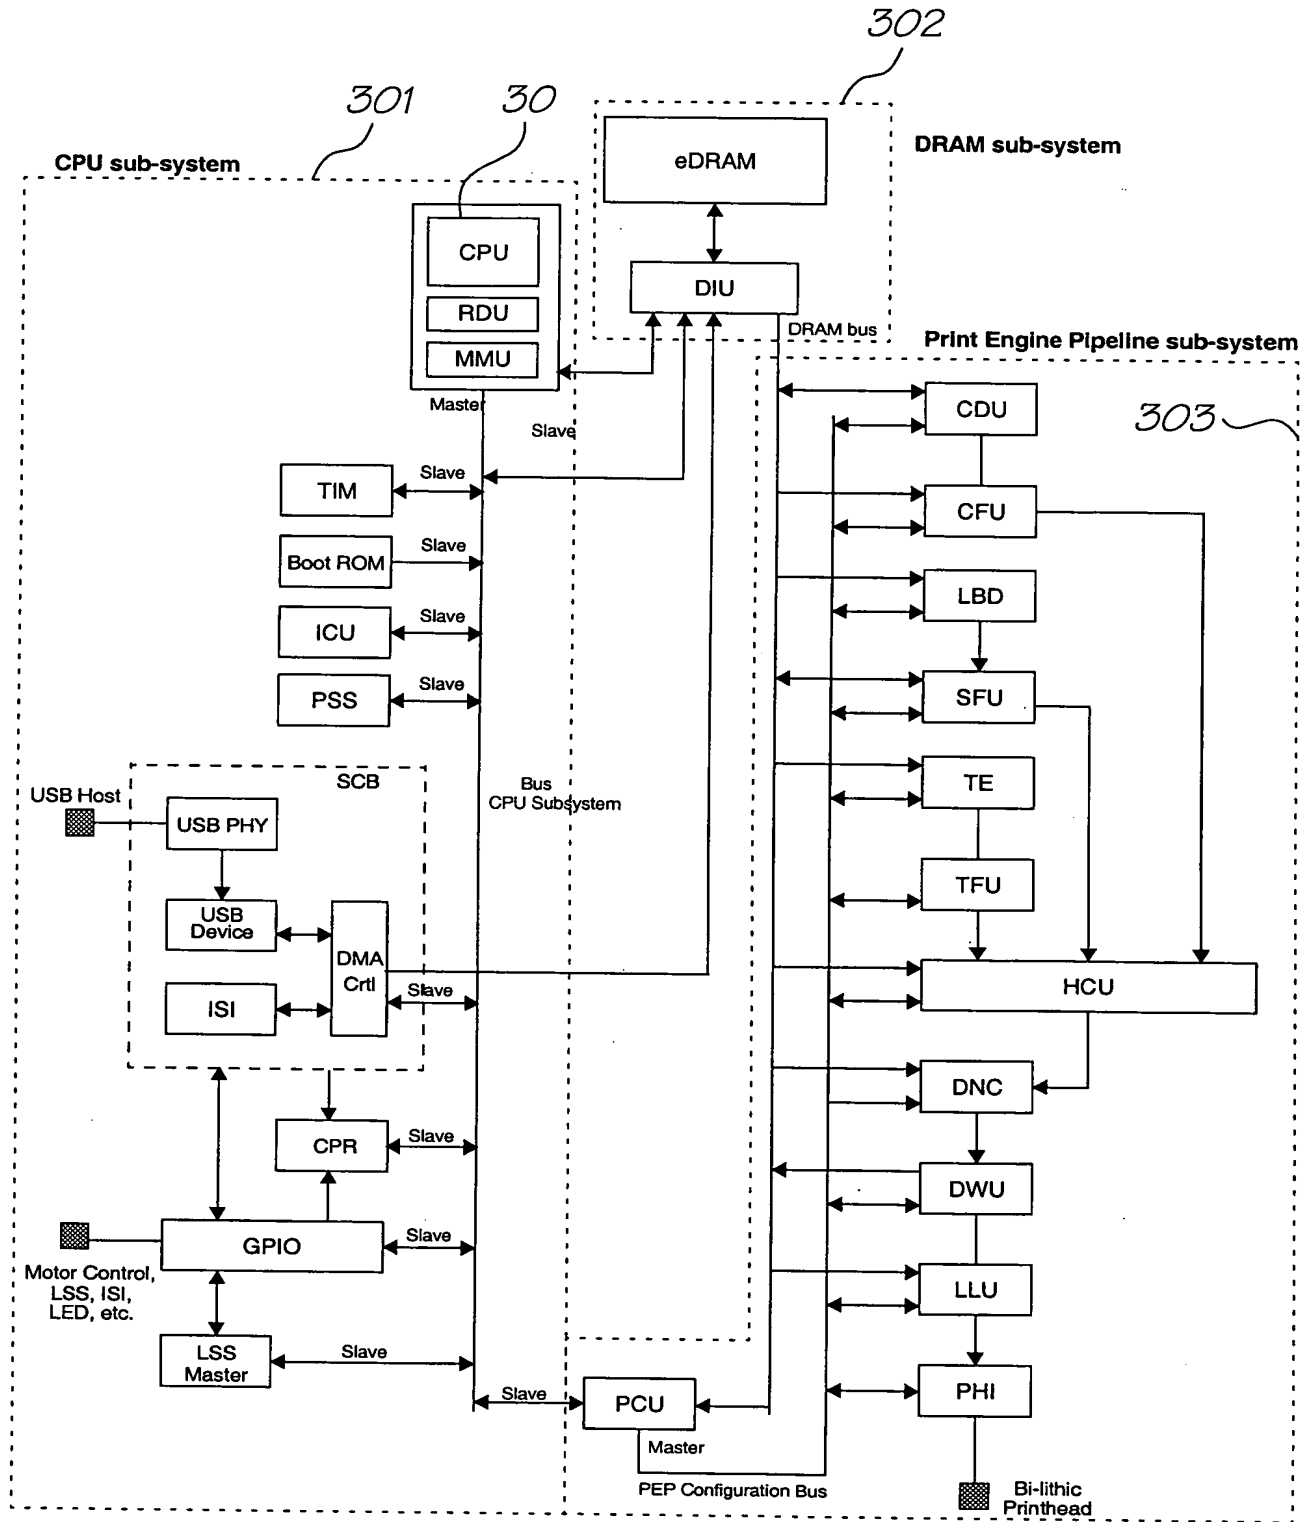 302
301
30
CPU sub-system
DRAM sub-system
eDRAM
CPU
DIU
RDU
DRAM bus
MMU
Print Engine Pipeline sub-system
Master
CDU
303
Slave
TIM
Slave
CFU
Boot ROM
Slave
LBD
ICU
Slave
PSS
Slave
SFU
SCB
Bus
CPU Subsystem
TE
USB Host
USB PHY
TFU
USB
Device
DMA
Crtl
HCU
ISI
Slave
DNC
CPR
Slave
DWU
GPIO
Slave
Motor Control,
LSS, ISI,
LED, etc.
LLU
LSS
Master
Slave
PHI
Slave
PCU
Master
PEP Configuration Bus
Bi-lithic
Printhead